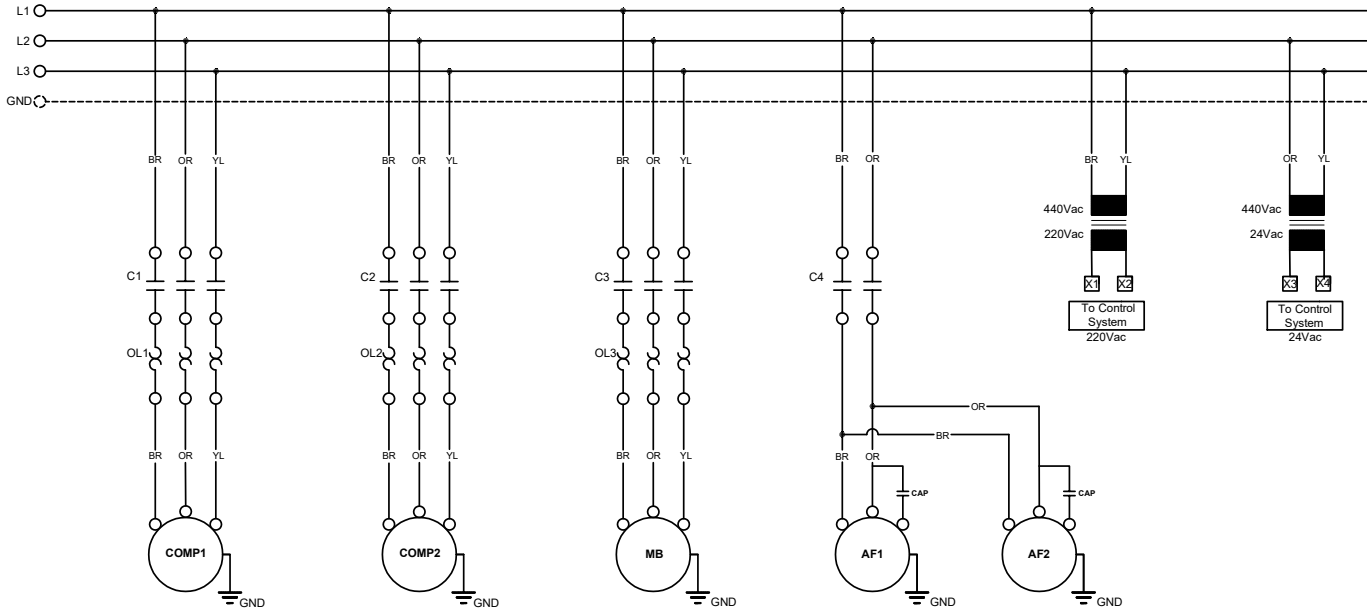 L1
L2
L3
GND
BR OR YL
BR OR YL
BR OR YL
BR OR
BR YL
OR YL
440Vac
440Vac
220Vac
24Vac
C1
C2
C3
C4
X1 X2
X3 X4
To Control
System
220Vac
To Control
System
24Vac
OL1
OL2
OL3
OR
BR
BR OR YL
BR OR YL
BR OR YL
BR OR
CAP
CAP
COMP1
COMP2
MB
AF1
AF2
GND
GND
GND
GND
GND